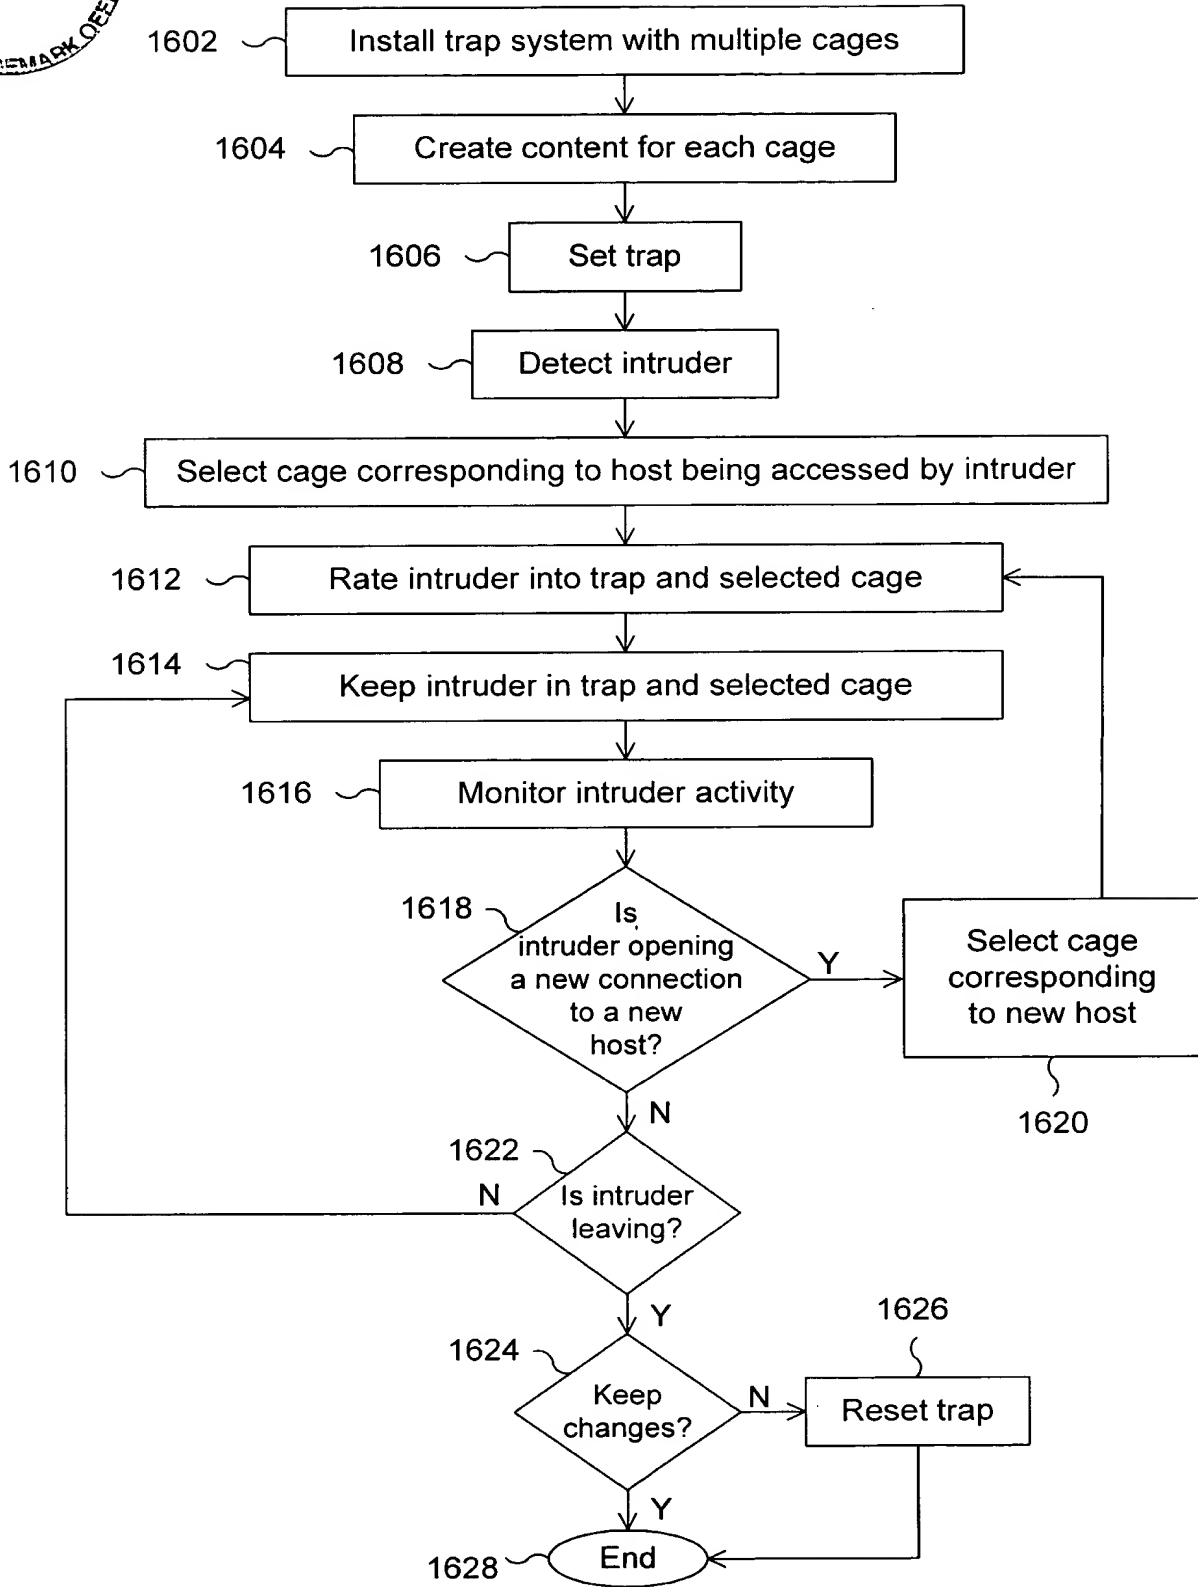 EMARK OFF
1602
Install trap system with multiple cages
1604
Create content for each cage
1606
Set trap
1608
Detect intruder
1610
Select cage corresponding to host being accessed by intruder
1612
Rate intruder into trap and selected cage
1614
Keep intruder in trap and selected cage
1616
Monitor intruder activity
1618
Is
intruder opening
a new connection
to a new
host?
Y
Select cage
corresponding
to new host
1620
N
1622
Is intruder
leaving?
N
Y
1624
Keep
changes?
N
1626
Reset trap
Y
1628
End